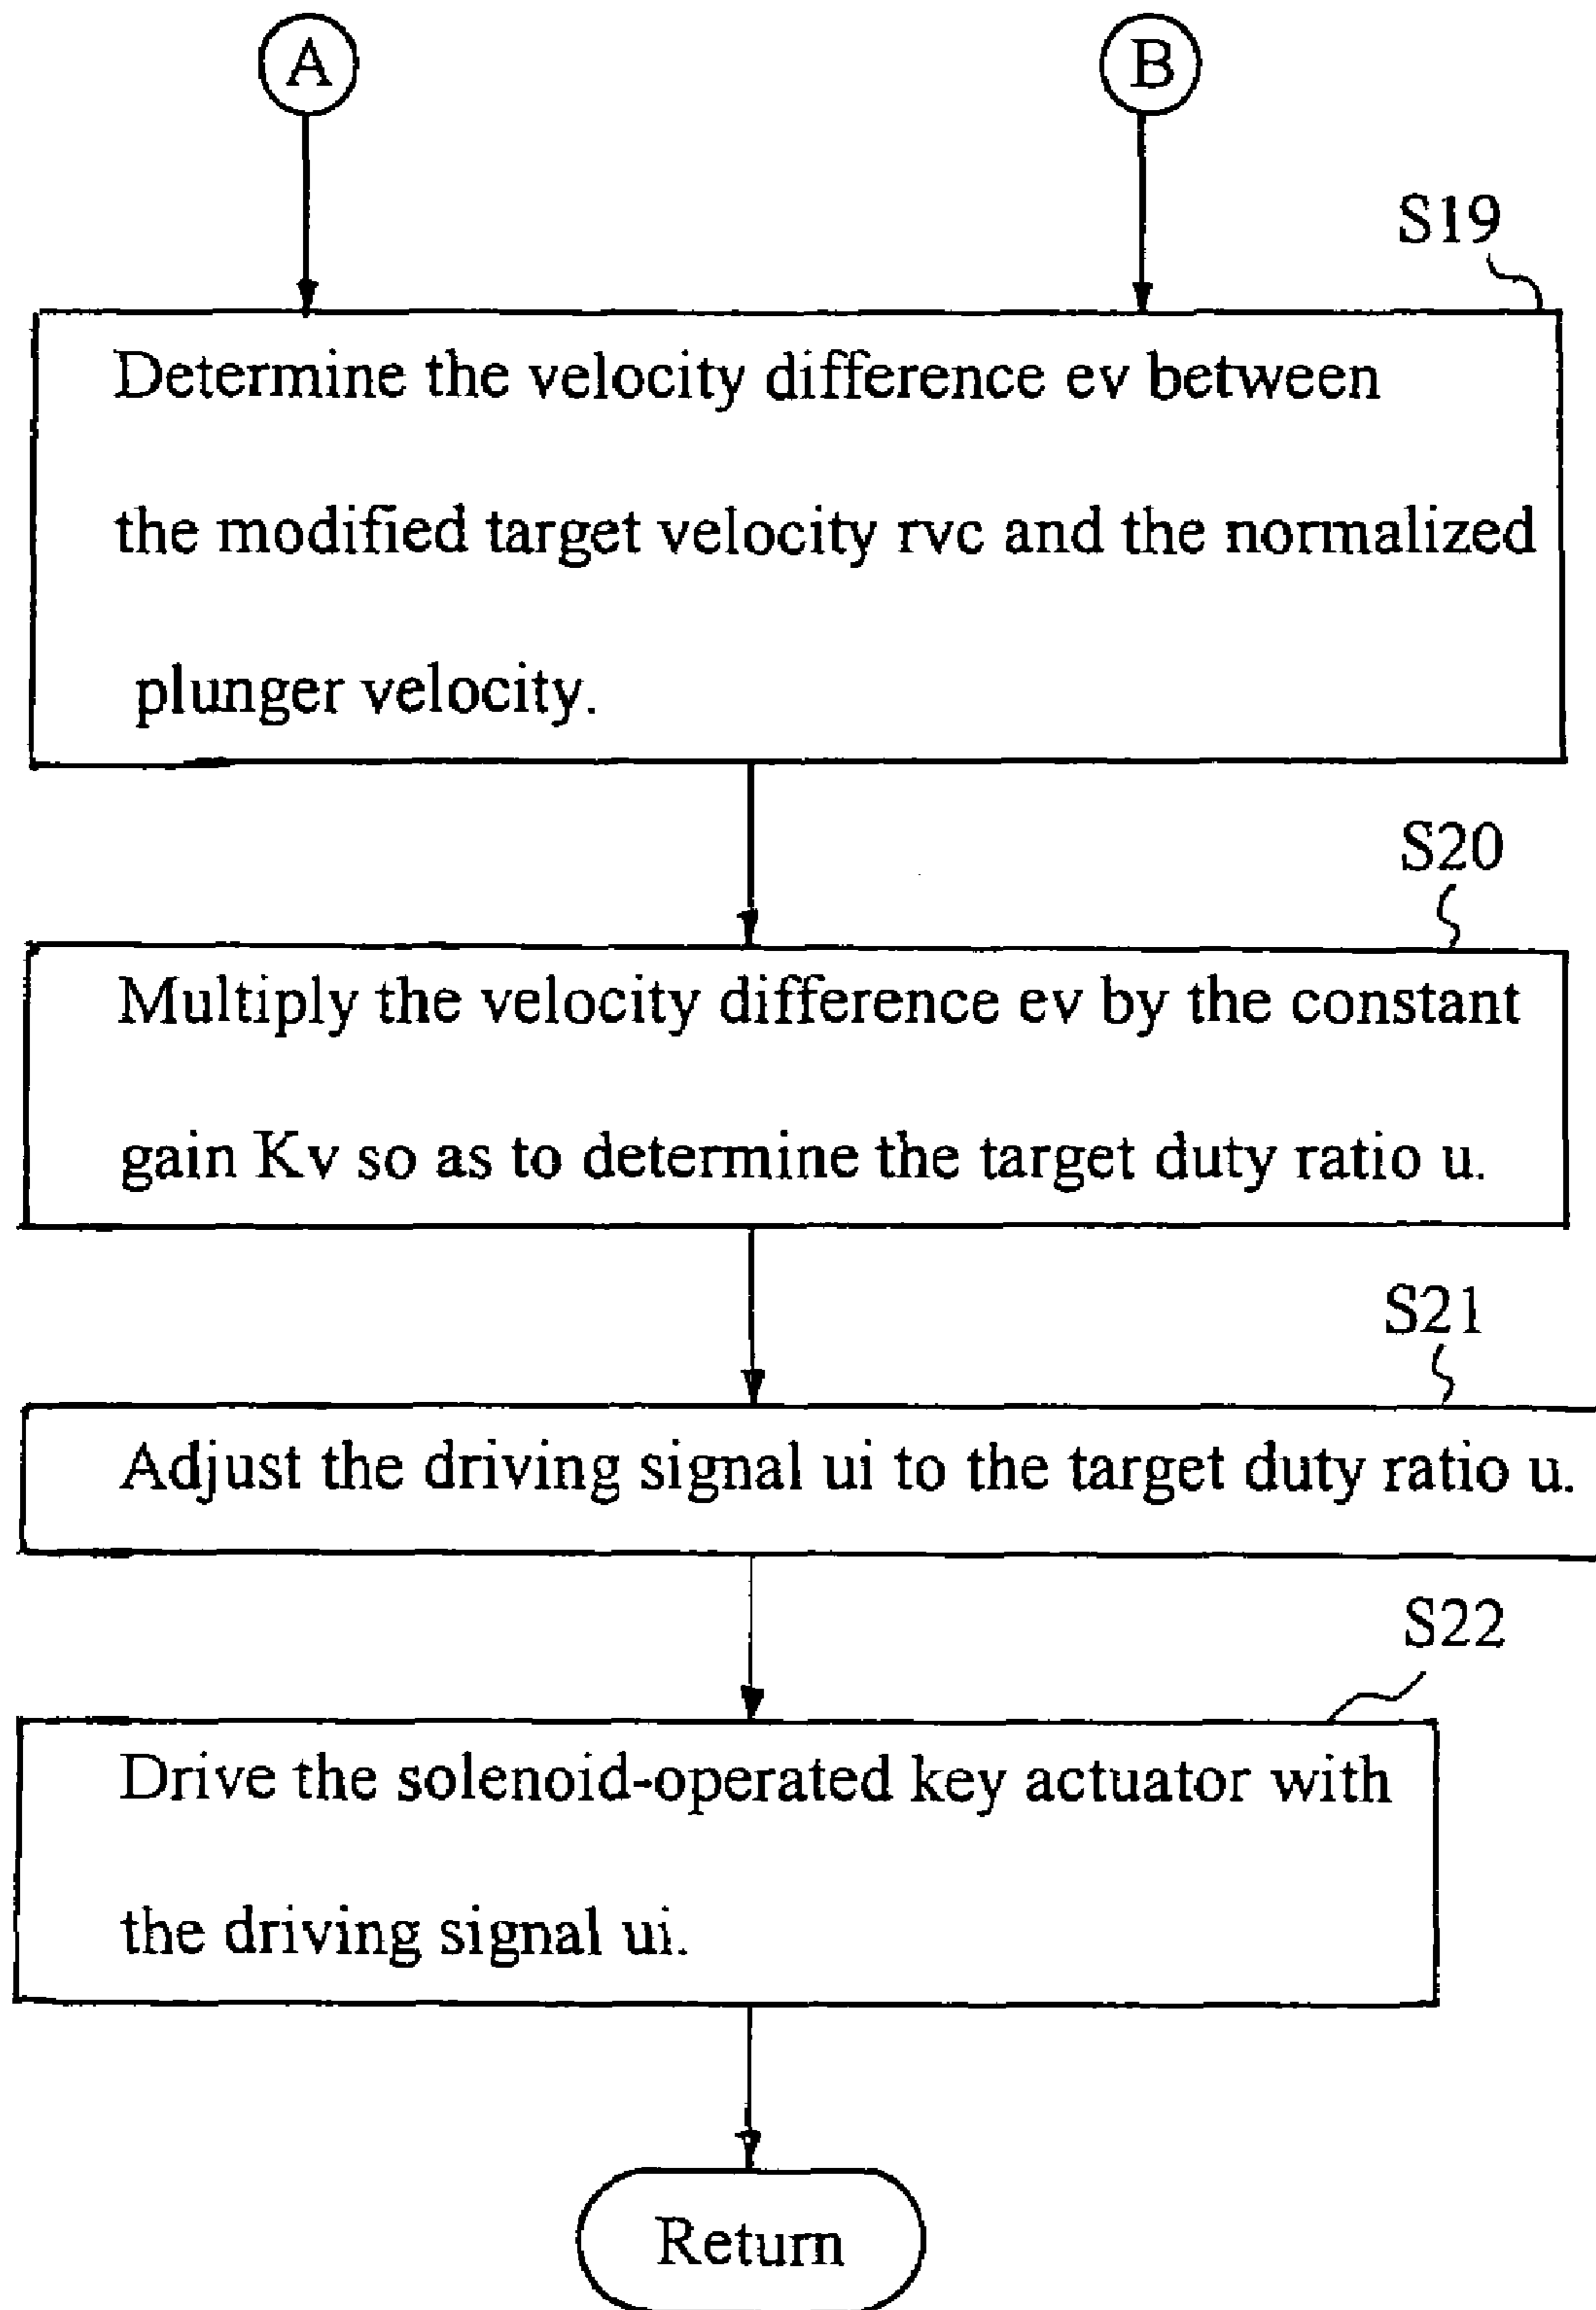 A
B
S19
Determine the velocity difference ev between
the modified target velocity rvc and the normalized
plunger velocity.
S20
Multiply the velocity difference ev by the constant
gain Kv so as to determine the target duty ratio u.
S21
Adjust the driving signal ui to the target duty ratio u.
S22
Drive the solenoid-operated key actuator with
the driving signal ui.
Return